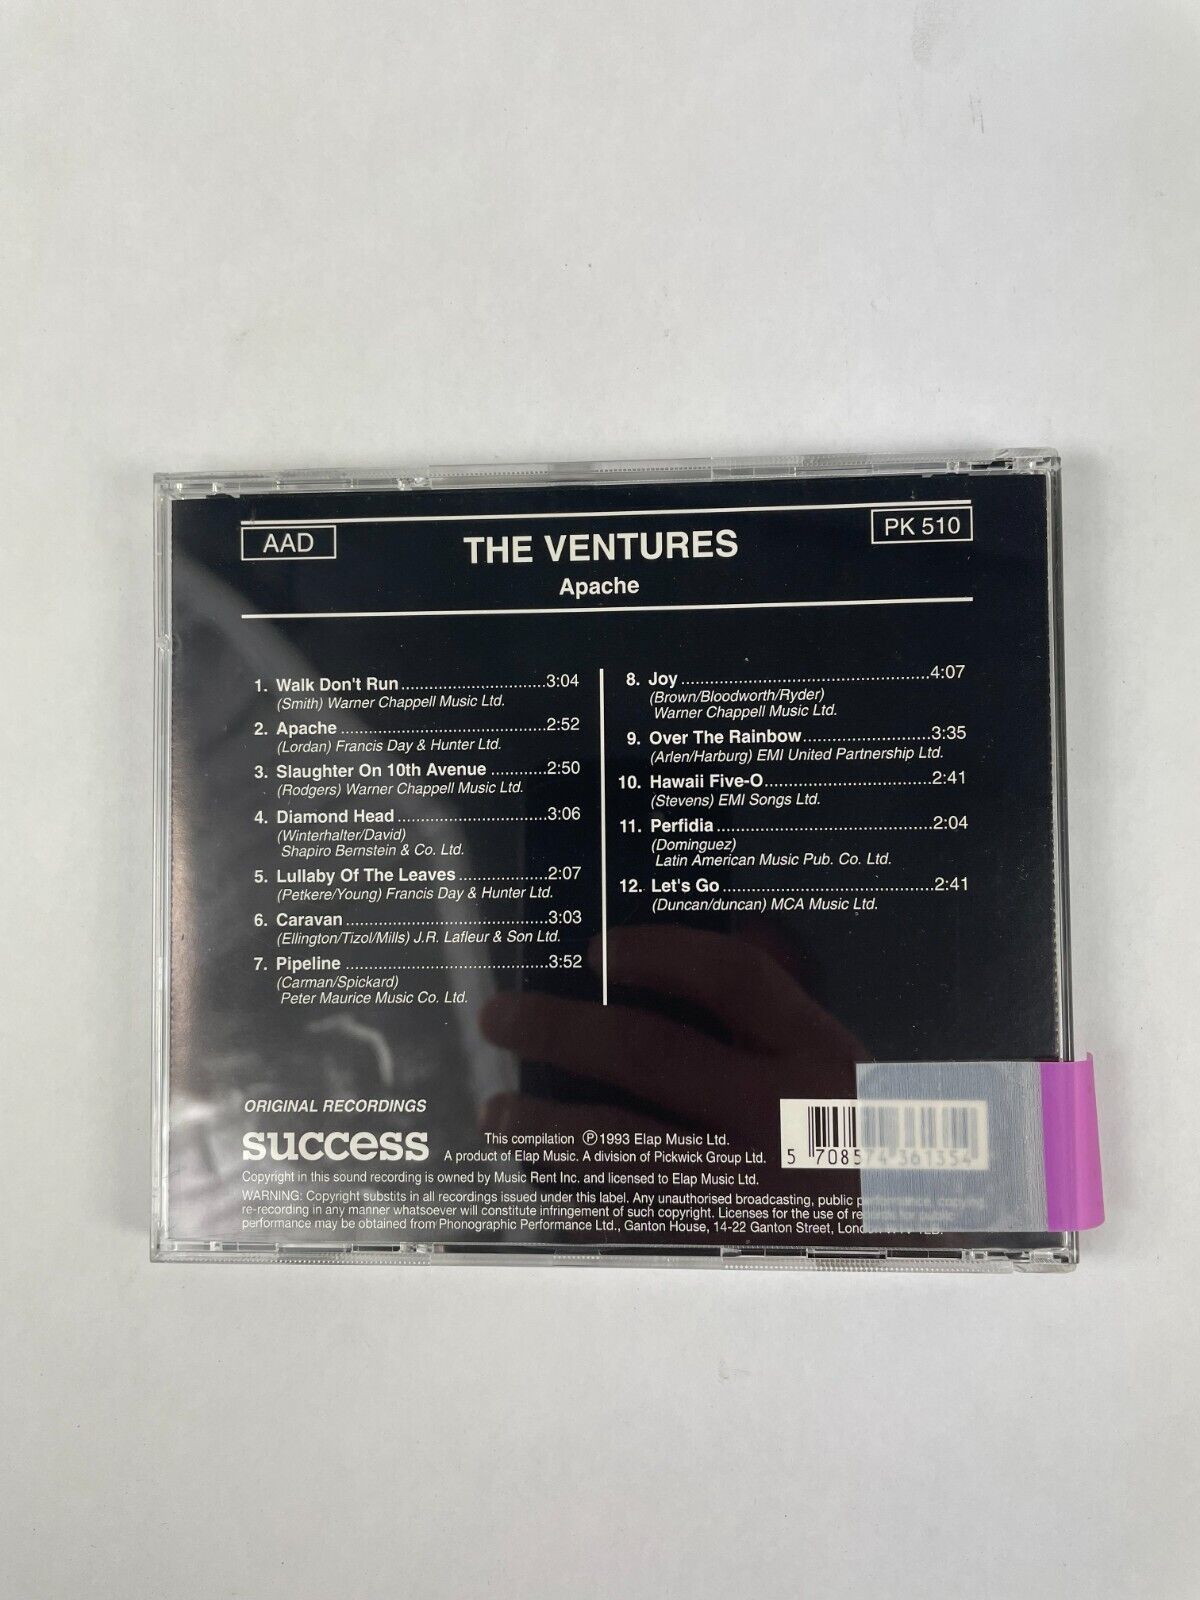 AAD
PK 510
THE VENTURES
Apache
1. Walk Don't Run..............................3:04
(Smith) Warner Chappell Music Ltd.
2. Apache...........................................2:52
(Lordan) Francis Day & Hunter Ltd.
3. Slaughter On 10th Avenue............2:50
(Rodgers) Warner Chappell Music Ltd.
4. Diamond Head...............................3:06
(Winterhalter/David)
Shapiro Bernstein & Co. Ltd.
5. Lullaby Of The Leaves...................2:07
(Petkere/Young) Francis Day & Hunter Ltd.
6. Caravan..........................................3:03
(Ellington/Tizol/Mills) J.R. Lafleur & Son Ltd.
7. Pipeline..........................................3:52
(Carman/Spickard)
Peter Maurice Music Co. Ltd.
8. Joy....................................................4:07
(Brown/Bloodworth/Ryder)
Warner Chappell Music Ltd.
9. Over The Rainbow...........................3:35
(Arlen/Harburg) EMI United Partnership Ltd.
10. Hawaii Five-O...................................2:41
(Stevens) EMI Songs Ltd.
11. Perfidia.............................................2:04
(Dominguez)
Latin American Music Pub. Co. Ltd.
12. Let's Go............................................2:41
(Duncan/duncan) MCA Music Ltd.
ORIGINAL RECORDINGS
success
This compilation ℗1993 Elap Music Ltd.
A product of Elap Music. A division of Pickwick Group Ltd.
5 708574 361354
Copyright in this sound recording is owned by Music Rent Inc. and licensed to Elap Music Ltd.
WARNING: Copyright substits in all recordings issued under this label. Any unauthorised broadcasting, public performance, copying
re-recording in any manner whatsoever will constitute infringement of such copyright. Licenses for the use of records for public
performance may be obtained from Phonographic Performance Ltd., Ganton House, 14-22 Ganton Street, London